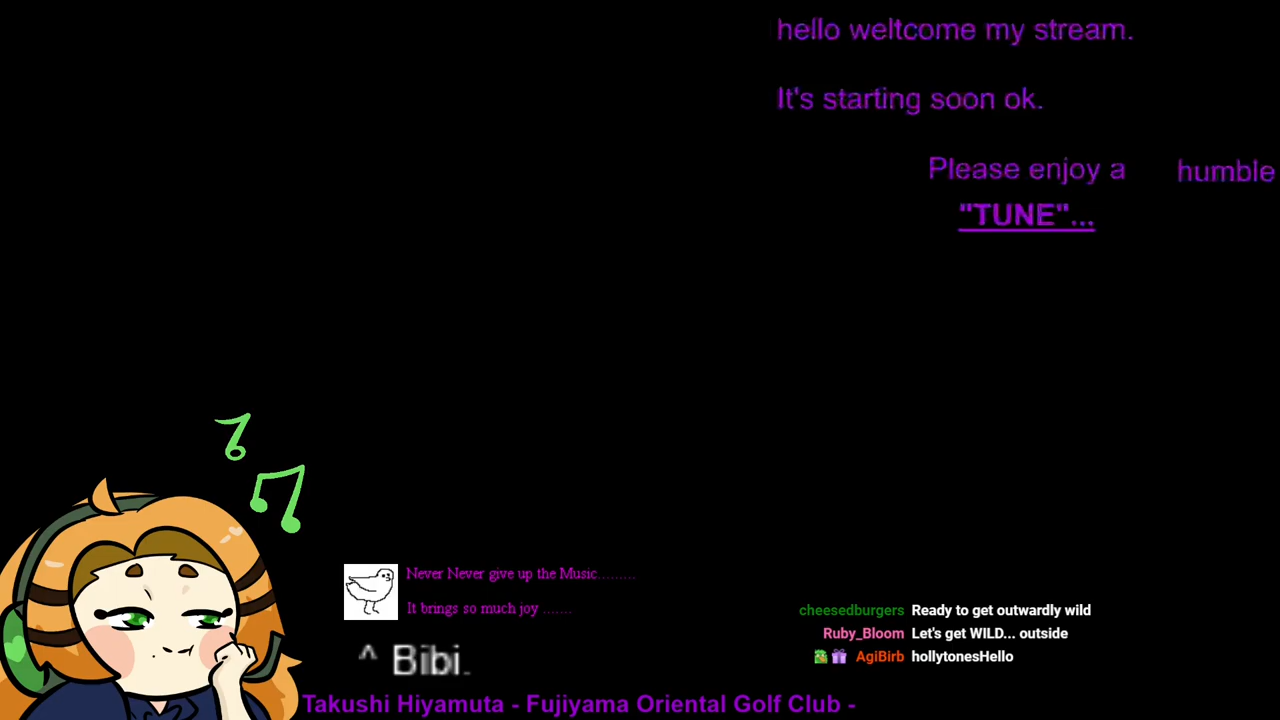 hello weltcome my stream.
It's starting soon ok.
Please enjoy a humble
"TUNE"...
Never Never give up the Music.........
It brings so much joy .......
^ Bibi.
cheesedburgers Ready to get outwardly wild
Ruby_Bloom Let's get WILD... outside
AgiBirb hollytonesHello
Takushi Hiyamuta - Fujiyama Oriental Golf Club -